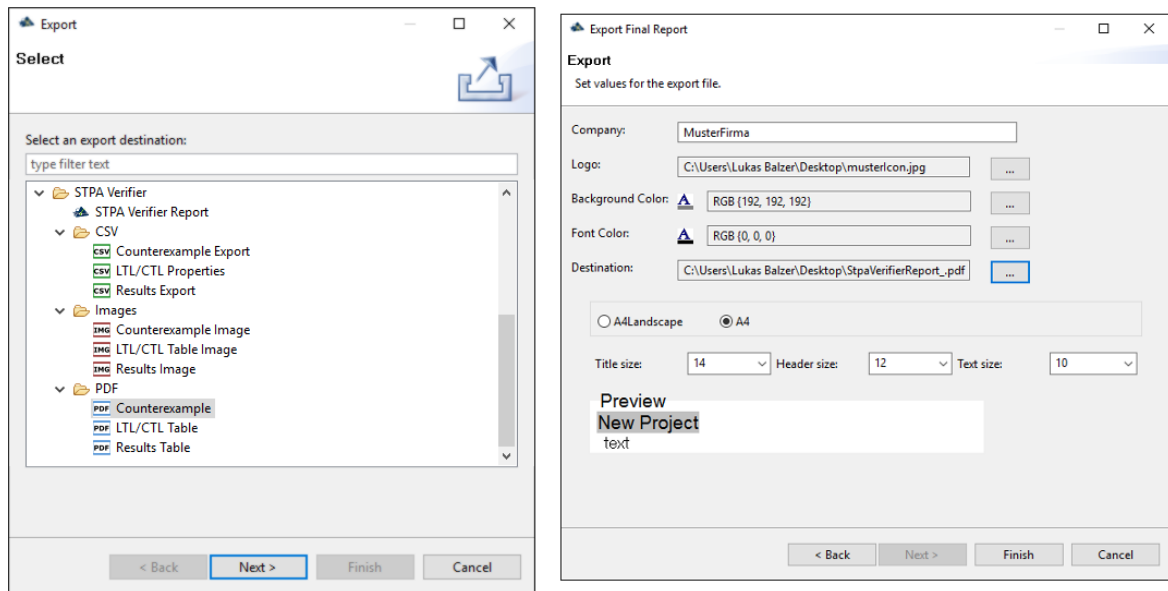 Export
Select
Select an export destination:
type filter text
STPA Verifier
STPA Verifier Report
CSV
CSV Counterexample Export
CSV LTL/CTL Properties
CSV Results Export
Images
IMG Counterexample Image
IMG LTL/CTL Table Image
IMG Results Image
PDF
PDF Counterexample
PDF LTL/CTL Table
PDF Results Table
< Back Next > Finish Cancel
Export Final Report
Export
Set values for the export file.
Company: MusterFirma
Logo: C:\Users\Lukas Balzer\Desktop\musterIcon.jpg ...
Background Color: A RGB {192, 192, 192} ...
Font Color: A RGB {0, 0, 0} ...
Destination: C:\Users\Lukas Balzer\Desktop\StpaVerifierReport_.pdf ...
A4Landscape A4
Title size: 14 Header size: 12 Text size: 10
Preview
New Project
text
< Back Next > Finish Cancel